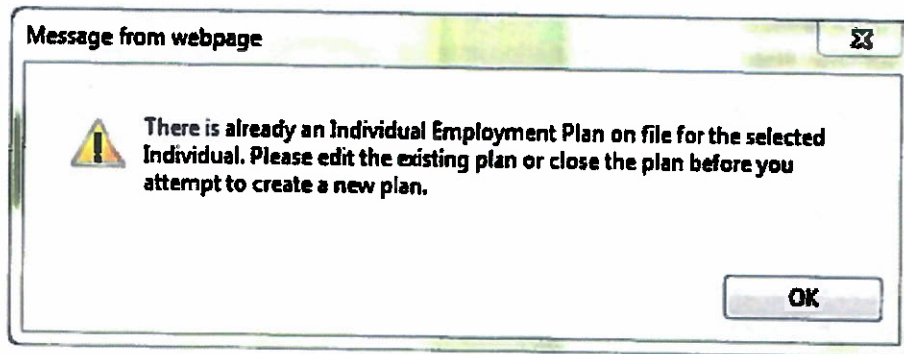 Message from webpage
There is already an Individual Employment Plan on file for the selected
Individual. Please edit the existing plan or close the plan before you
attempt to create a new plan.
OK